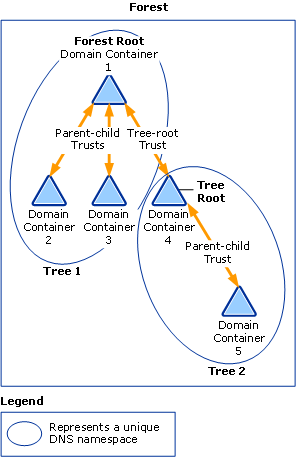 Forest
Forest Root
Domain Container
1
Parent-child
Trusts
Tree-root
Trust
Domain
Container
2
Domain
Container
3
Domain
Container
4
Tree
Root
Tree 1
Parent-child
Trust
Domain
Container
5
Tree 2
Legend
Represents a unique
DNS namespace